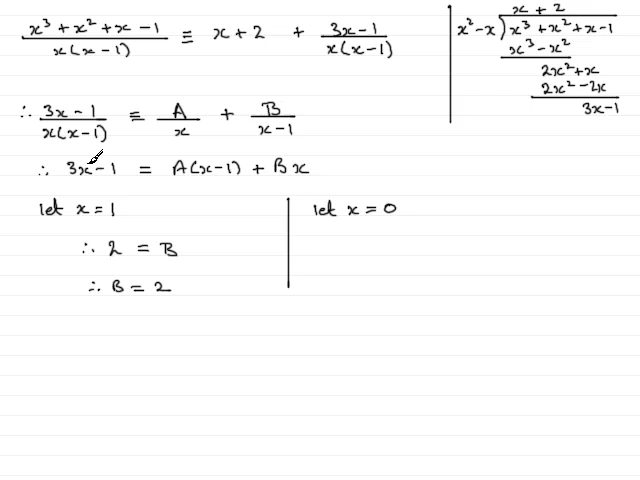 (x³ + x² + x - 1)/(x(x-1)) ≡ x + 2 + (3x-1)/(x(x-1))
∴ (3x-1)/(x(x-1)) ≡ A/x + B/(x-1)
∴ 3x-1 = A(x-1) + Bx
let x = 1
∴ 2 = B
∴ B = 2
let x = 0
x + 2
x²-x)x³ + x² + x - 1
x³ - x²
2x² + x
2x² - 2x
3x-1